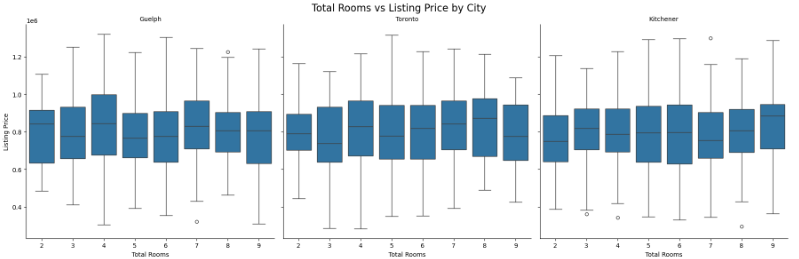 Total Rooms vs Listing Price by City
Guelph
Toronto
Kitchener
1e6
1.2
1.0
0.8
0.6
0.4
Listing Price
2 3 4 5 6 7 8 9
2 3 4 5 6 7 8 9
2 3 4 5 6 7 8 9
Total Rooms
Total Rooms
Total Rooms